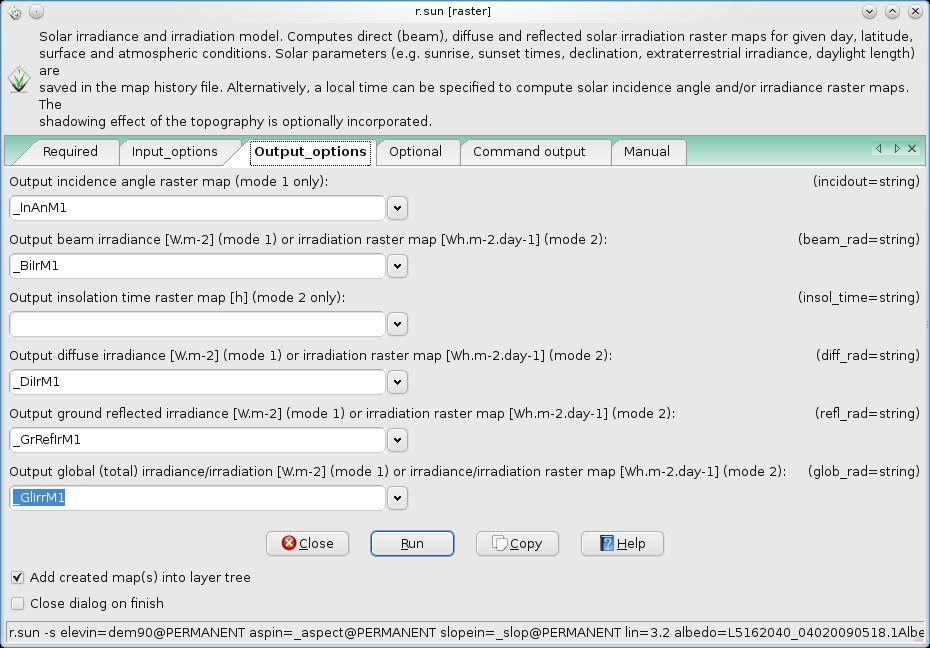 r.sun [raster]
Solar irradiance and irradiation model. Computes direct (beam), diffuse and reflected solar irradiation raster maps for given day, latitude,
surface and atmospheric conditions. Solar parameters (e.g. sunrise, sunset times, declination, extraterrestrial irradiance, daylight length)
are
saved in the map history file. Alternatively, a local time can be specified to compute solar incidence angle and/or irradiance raster maps.
The
shadowing effect of the topography is optionally incorporated.
Required Input_options Output_options Optional Command output Manual
Output incidence angle raster map (mode 1 only): (incidout=string)
_InAnM1
Output beam irradiance [W.m-2] (mode 1) or irradiation raster map [Wh.m-2.day-1] (mode 2): (beam_rad=string)
_BiIrM1
Output insolation time raster map [h] (mode 2 only): (insol_time=string)
Output diffuse irradiance [W.m-2] (mode 1) or irradiation raster map [Wh.m-2.day-1] (mode 2): (diff_rad=string)
_DiIrM1
Output ground reflected irradiance [W.m-2] (mode 1) or irradiation raster map [Wh.m-2.day-1] (mode 2): (refl_rad=string)
_GrRefIrM1
Output global (total) irradiance/irradiation [W.m-2] (mode 1) or irradiance/irradiation raster map [Wh.m-2.day-1] (mode 2): (glob_rad=string)
_GlIrrM1
Close Run Copy Help
Add created map(s) into layer tree
Close dialog on finish
r.sun -s elevin=dem90@PERMANENT aspin=_aspect@PERMANENT slopein=_slop@PERMANENT lin=3.2 albedo=L5162040_04020090518.1Albe